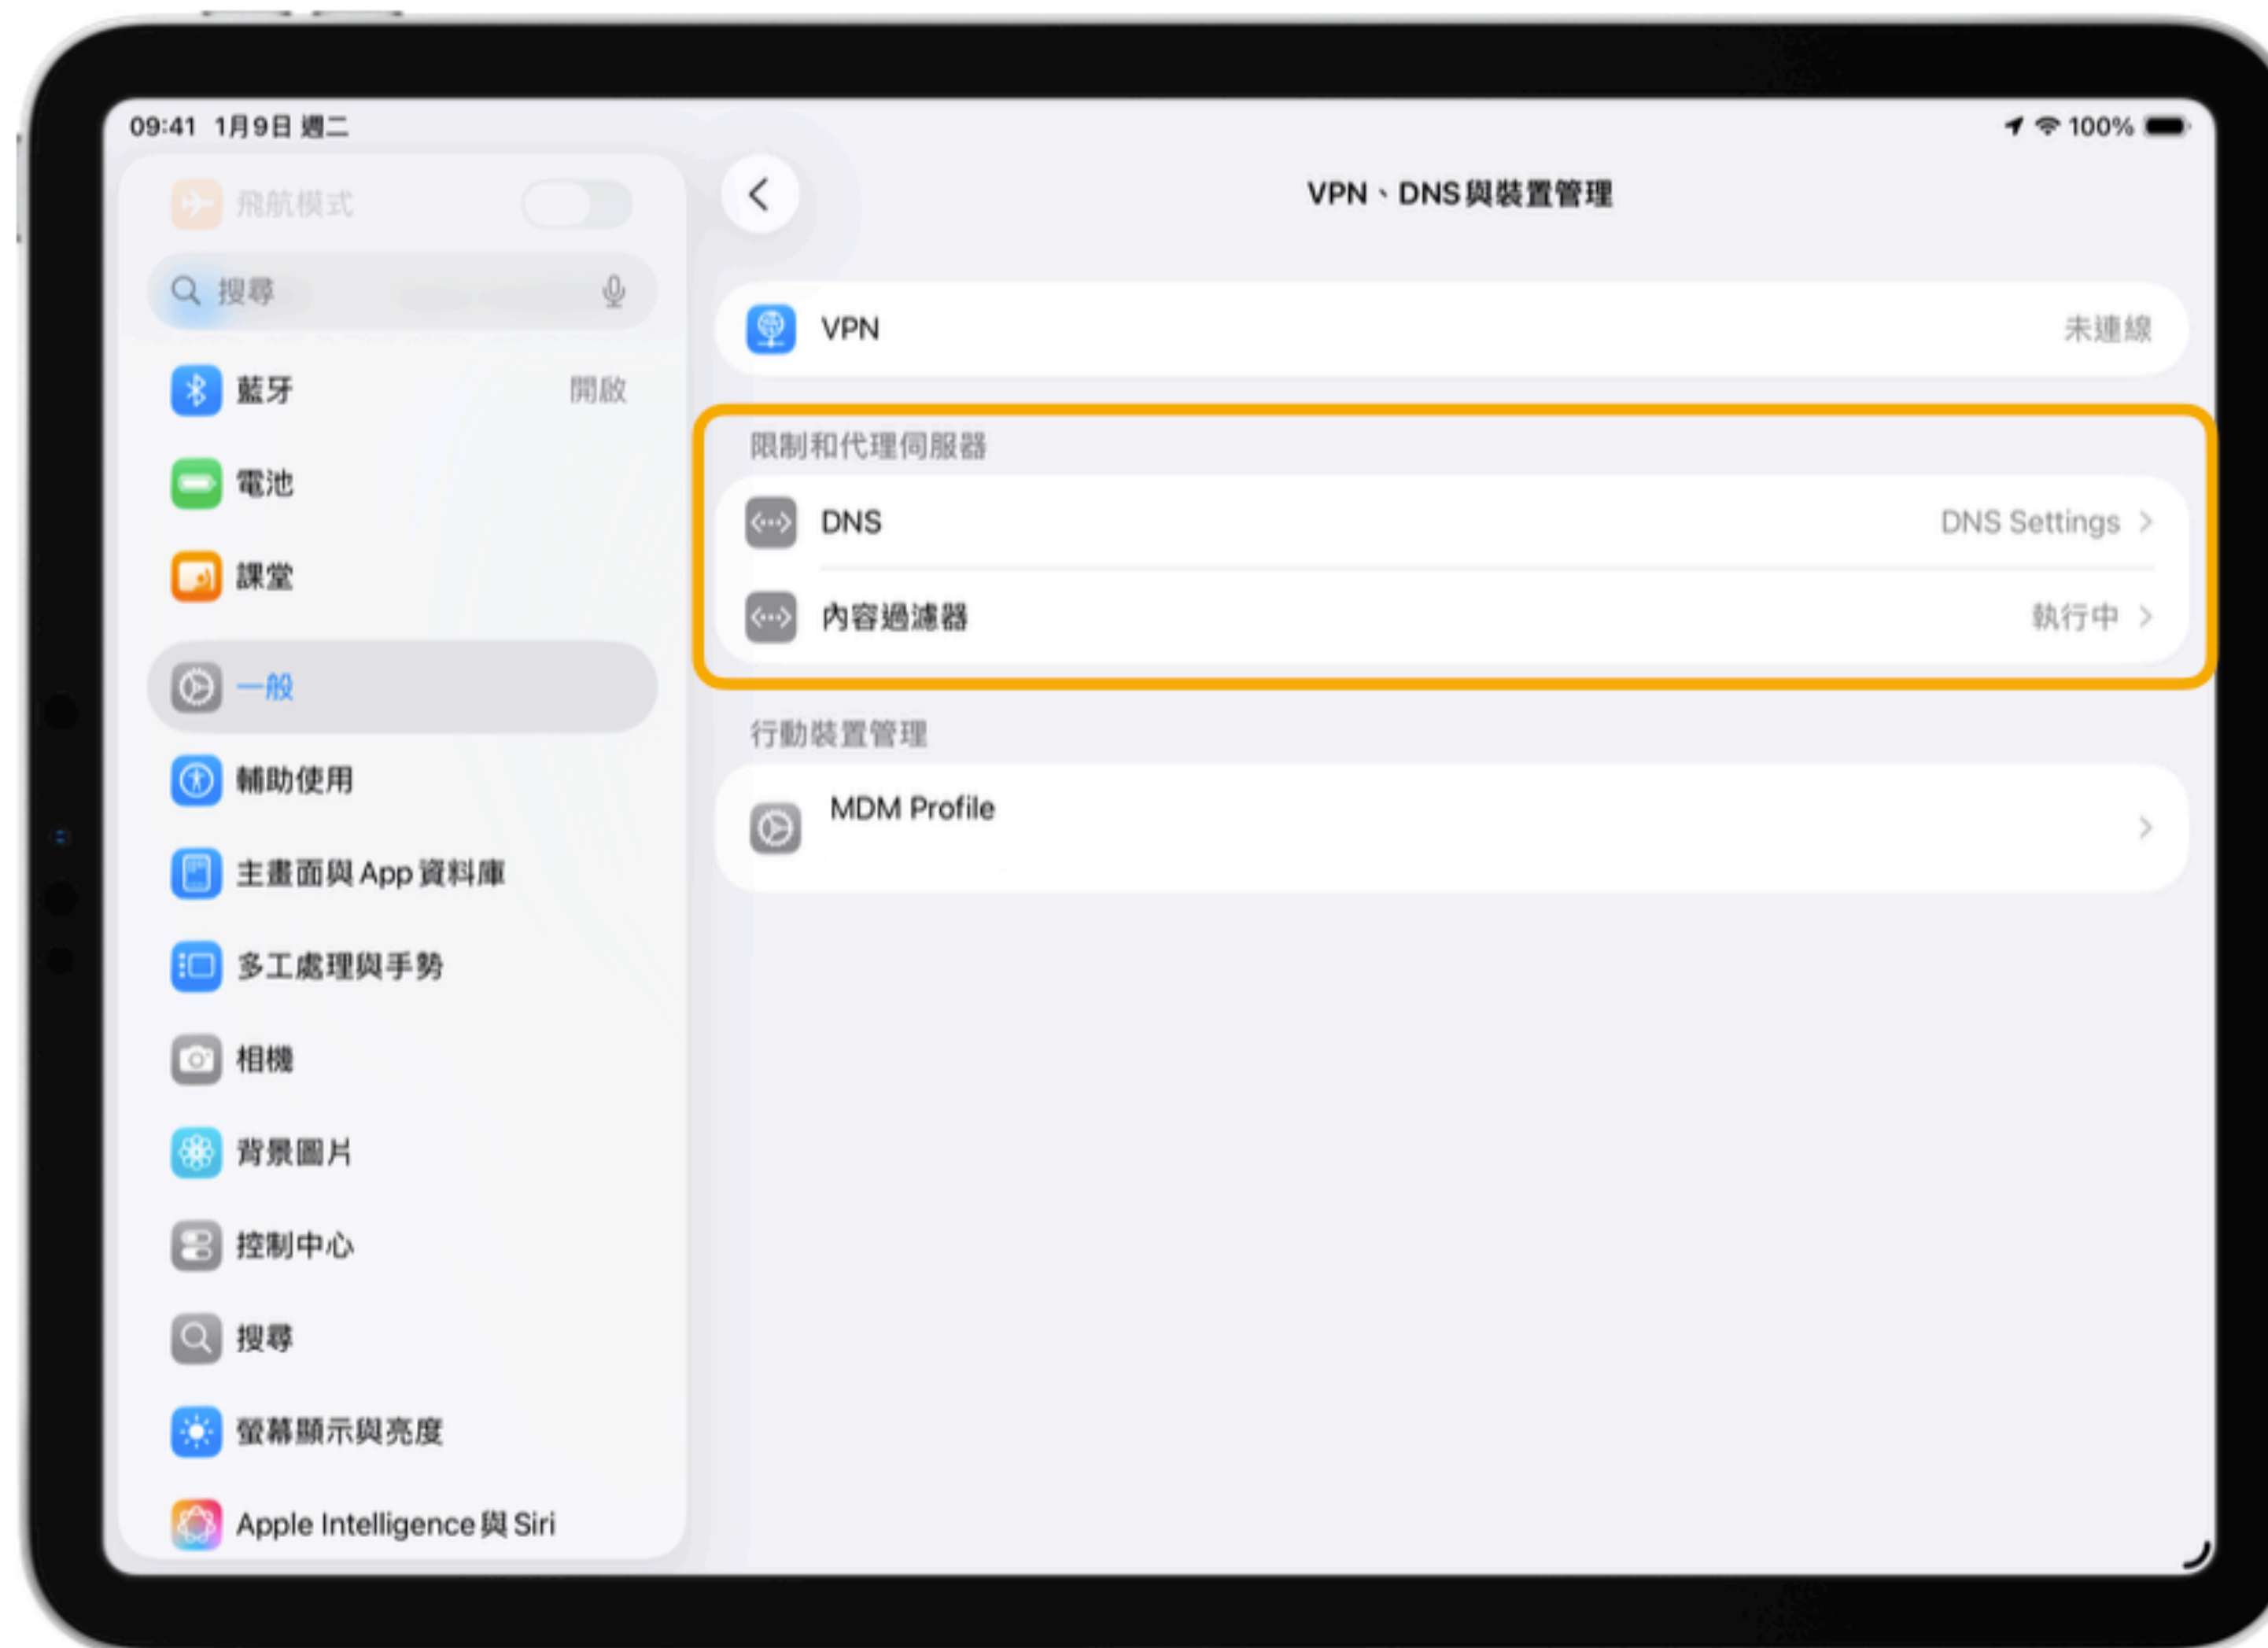 09:41 1月9日 週二
100%
飛航模式
搜尋
藍牙 開啟
電池
課堂
一般
輔助使用
主畫面與 App 資料庫
多工處理與手勢
相機
背景圖片
控制中心
搜尋
螢幕顯示與亮度
Apple Intelligence 與 Siri
VPN、DNS與裝置管理
VPN 未連線
限制和代理伺服器
DNS DNS Settings
內容過濾器 執行中
行動裝置管理
MDM Profile